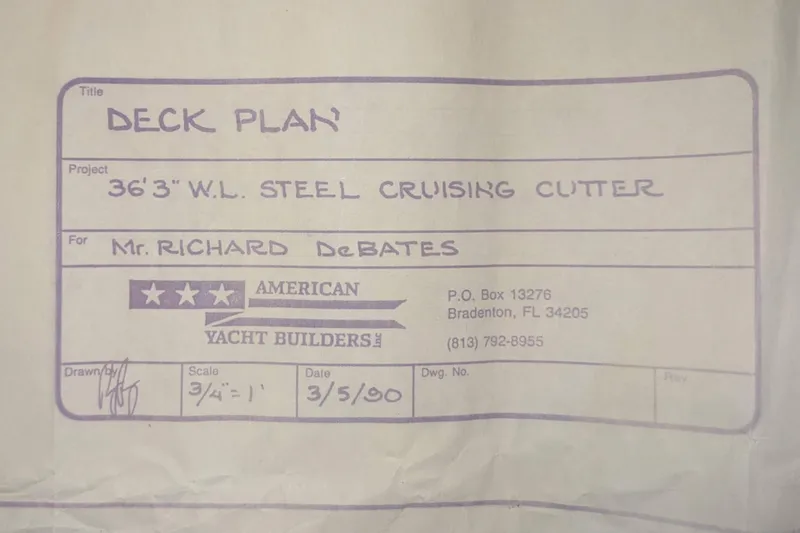 Title
DECK PLAN
Project
36'3" W.L. STEEL CRUISING CUTTER
For
Mr. RICHARD DeBATES
AMERICAN
YACHT BUILDERS INC
P.O. Box 13276
Bradenton, FL 34205
(813) 792-8955
Drawn by
Scale
3/4"=1'
Date
3/5/90
Dwg. No.